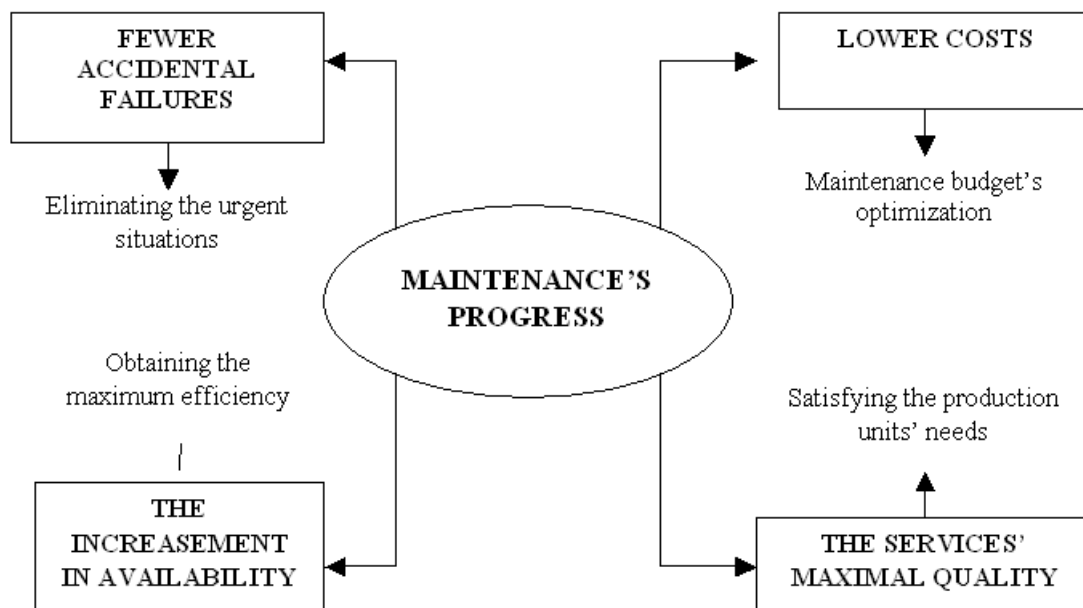 FEWER
ACCIDENTAL
FAILURES
LOWER COSTS
Eliminating the urgent
situations
Maintenance budget's
optimization
MAINTENANCE'S
PROGRESS
Obtaining the
maximum efficiency
Satisfying the production
units' needs
THE
INCREASEMENT
IN AVAILABILITY
THE SERVICES'
MAXIMAL QUALITY